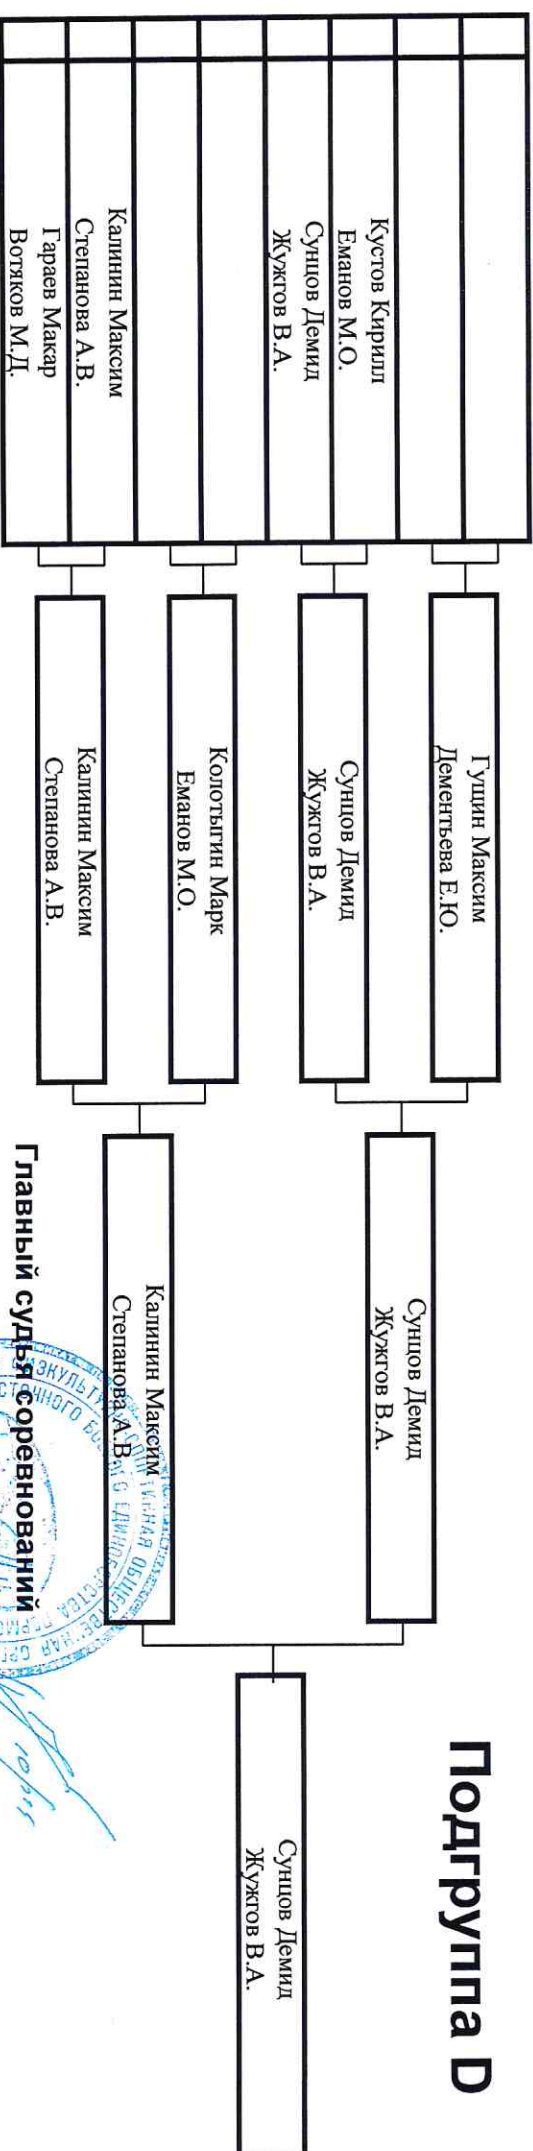 Подгруппа D
Кустов Кирилл
Еманов М.О.
Сунцов Демид
Жужгов В.А.
Калинин Максим
Степанова А.В.
Гараев Макар
Вотяков М.Д.
Гущин Максим
Дементьева Е.Ю.
Сунцов Демид
Жужгов В.А.
Колотыгин Марк
Еманов М.О.
Калинин Максим
Степанова А.В.
Сунцов Демид
Жужгов В.А.
Калинин Максим
Степанова А.В
Сунцов Демид
Жужгов В.А.
Главный судья соревнований